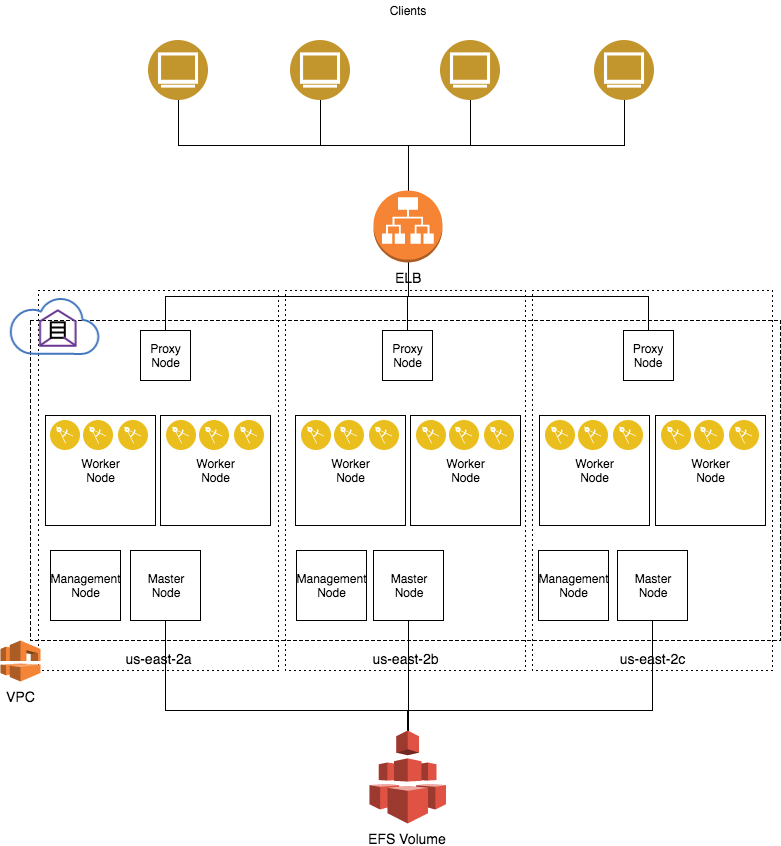 Clients
ELB
Proxy
Node
Proxy
Node
Proxy
Node
Worker
Node
Worker
Node
Worker
Node
Worker
Node
Worker
Node
Worker
Node
Management
Node
Master
Node
Management
Node
Master
Node
Management
Node
Master
Node
us-east-2a
us-east-2b
us-east-2c
VPC
EFS Volume